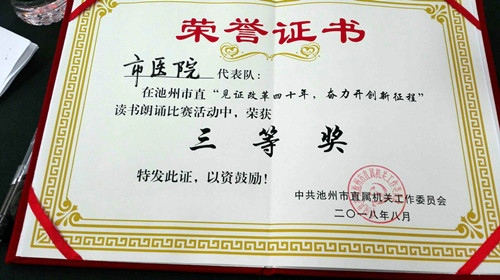 荣誉证书
市医院 代表队：
在池州市直“见证改革四十年，奋力开创新征程”
读书朗诵比赛活动中，荣获
三等奖
特发此证，以资鼓励！
中共池州市直属机关工作委员会
二〇一八年八月